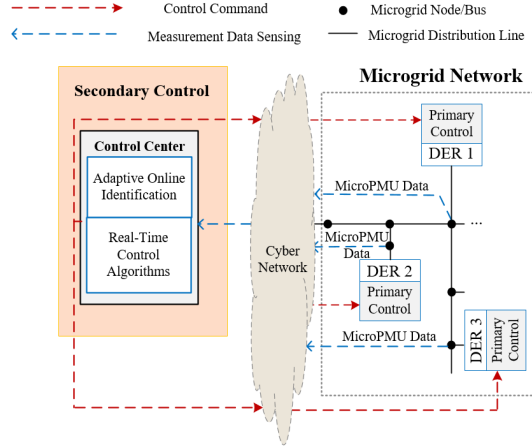 Control Command
Microgrid Node/Bus
Measurement Data Sensing
Microgrid Distribution Line
Secondary Control
Microgrid Network
Control Center
Adaptive Online
Identification
Real-Time
Control
Algorithms
Cyber
Network
Primary
Control
DER 1
MicroPMU Data
...
MicroPMU
Data
DER 2
Primary
Control
MicroPMU Data
DER 3
Primary
Control